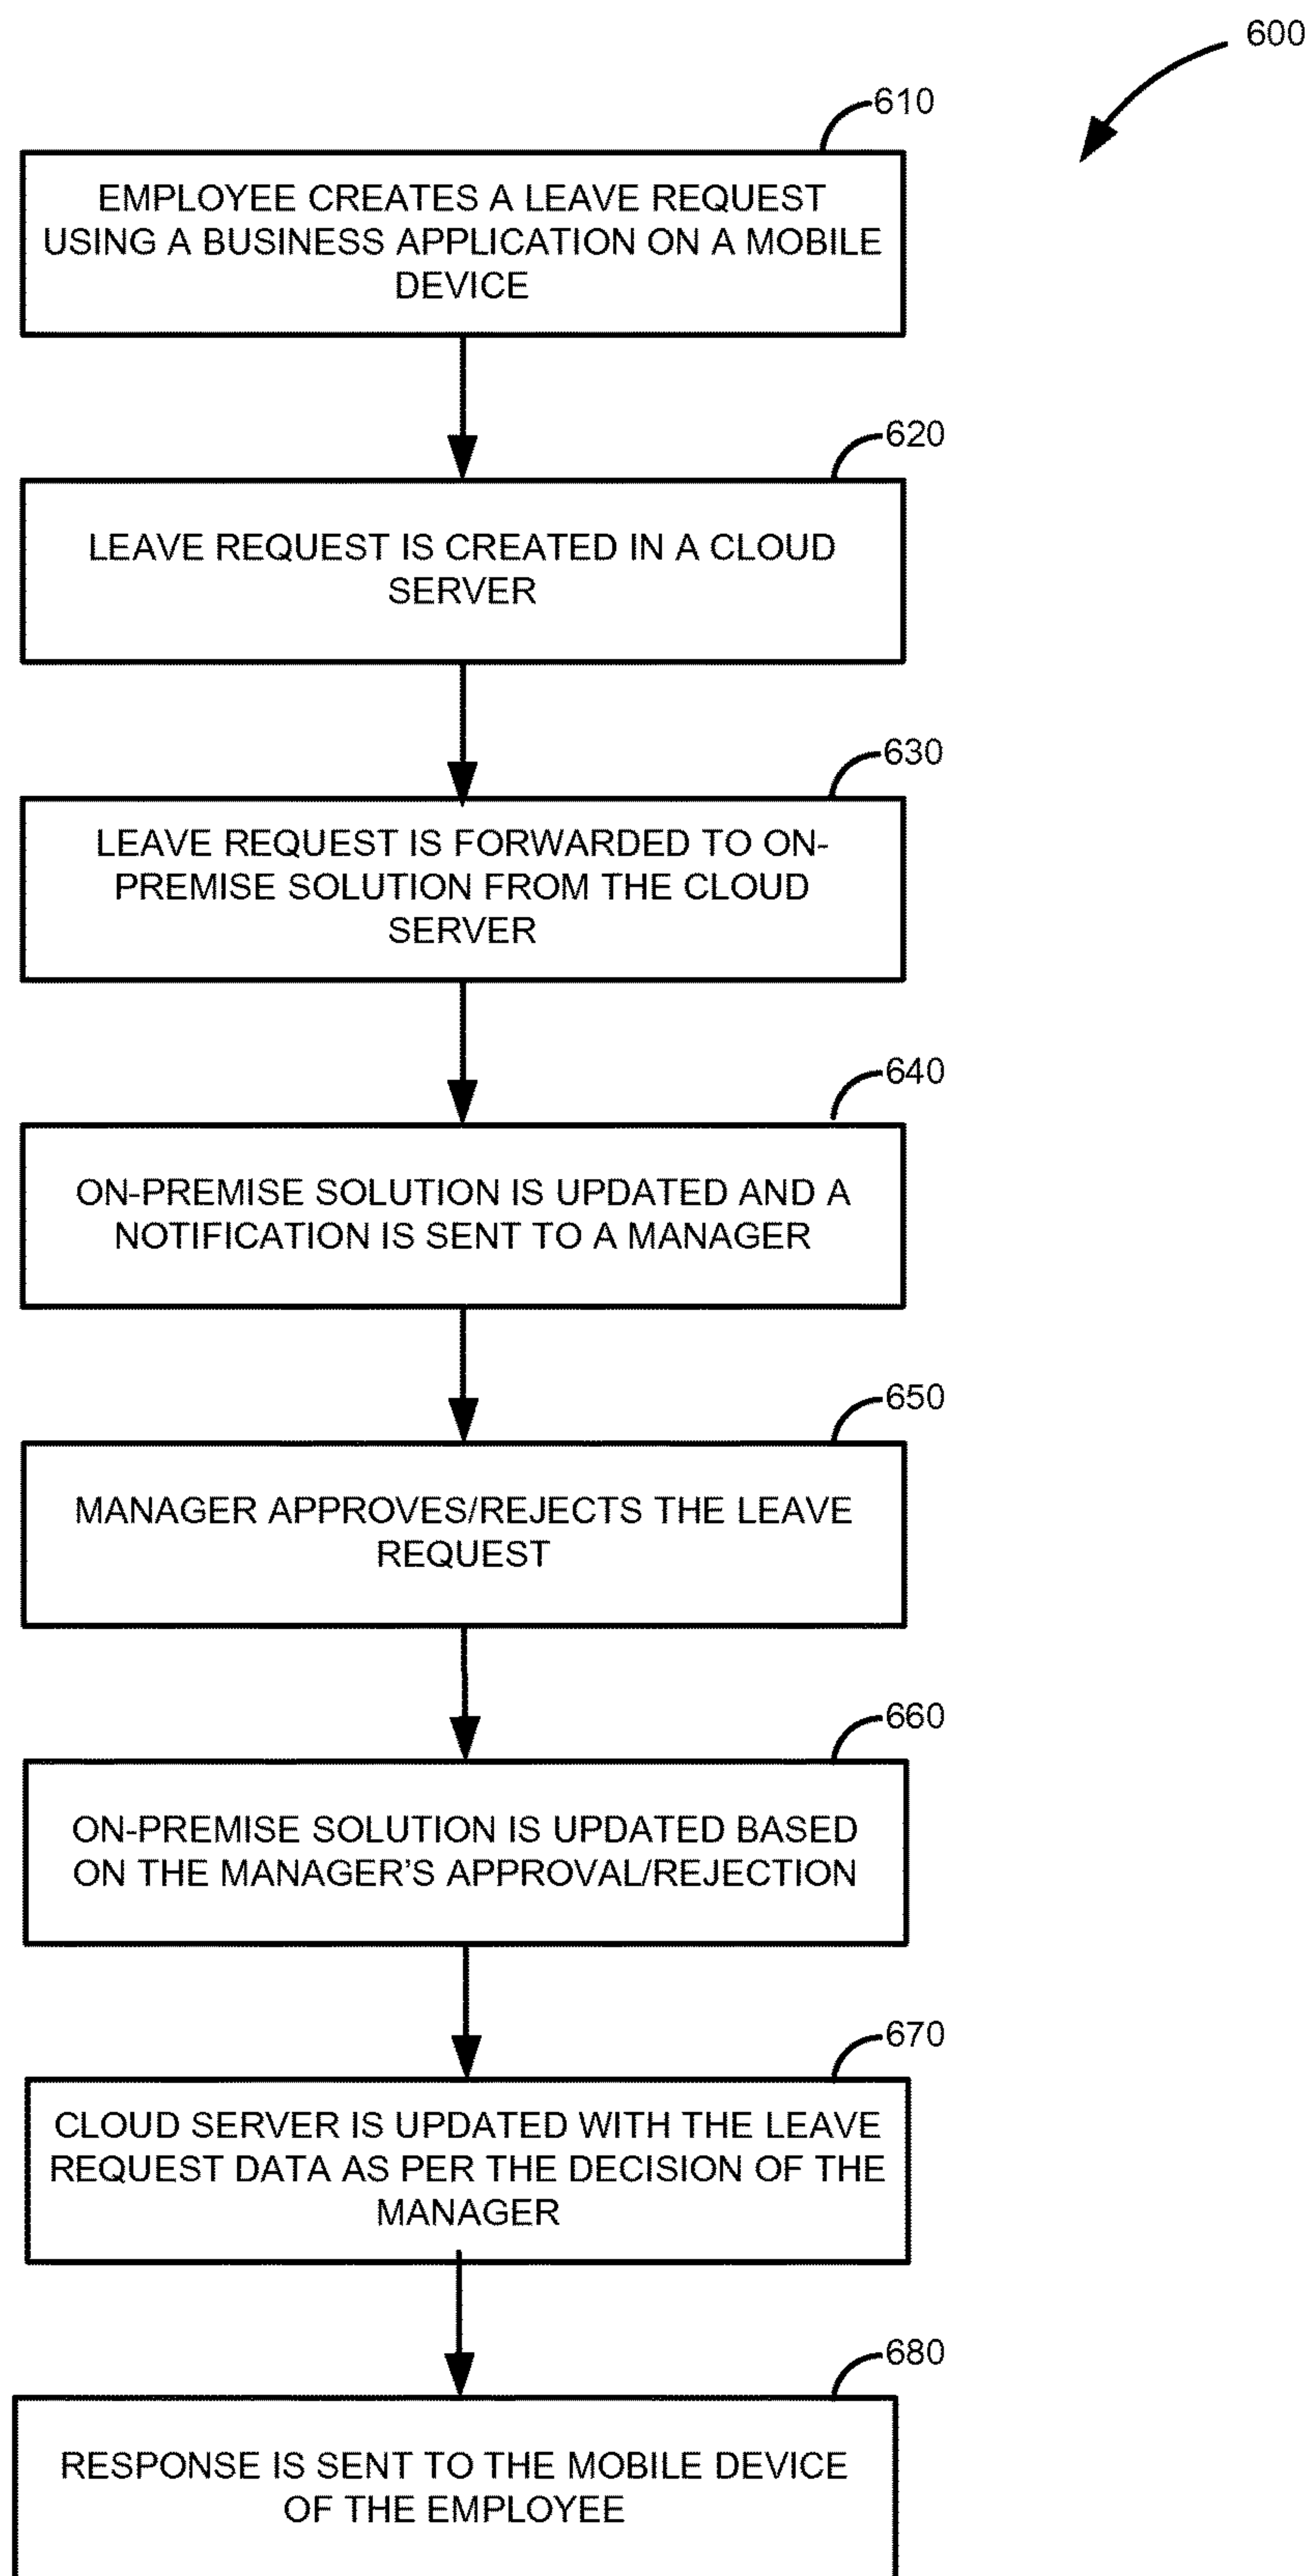 600
610
EMPLOYEE CREATES A LEAVE REQUEST
USING A BUSINESS APPLICATION ON A MOBILE
DEVICE
620
LEAVE REQUEST IS CREATED IN A CLOUD
SERVER
630
LEAVE REQUEST IS FORWARDED TO ON-
PREMISE SOLUTION FROM THE CLOUD
SERVER
640
ON-PREMISE SOLUTION IS UPDATED AND A
NOTIFICATION IS SENT TO A MANAGER
650
MANAGER APPROVES/REJECTS THE LEAVE
REQUEST
660
ON-PREMISE SOLUTION IS UPDATED BASED
ON THE MANAGER’S APPROVAL/REJECTION
670
CLOUD SERVER IS UPDATED WITH THE LEAVE
REQUEST DATA AS PER THE DECISION OF THE
MANAGER
680
RESPONSE IS SENT TO THE MOBILE DEVICE
OF THE EMPLOYEE